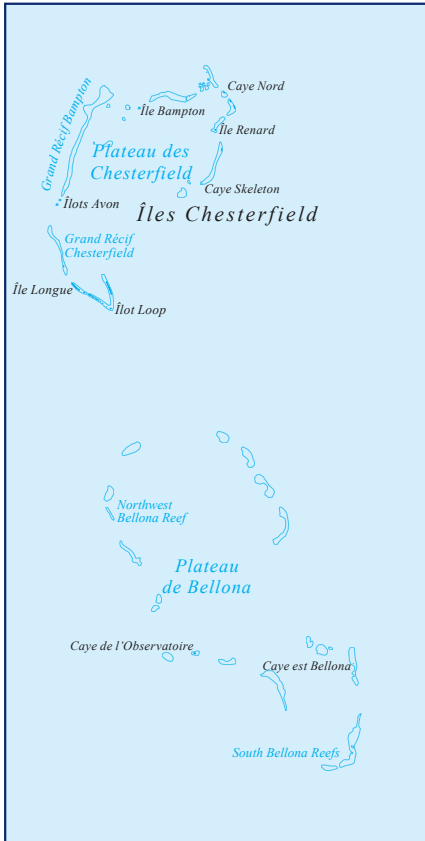 Caye Nord
Île Bampton
Grand Récif Bampton
Île Renard
Plateau des
Chesterfield
Caye Skeleton
Îlots Avon
Îles Chesterfield
Grand Récif
Chesterfield
Île Longue
Îlot Loop
Northwest
Bellona Reef
Plateau
de Bellona
Caye de l'Observatoire
Caye est Bellona
South Bellona Reefs